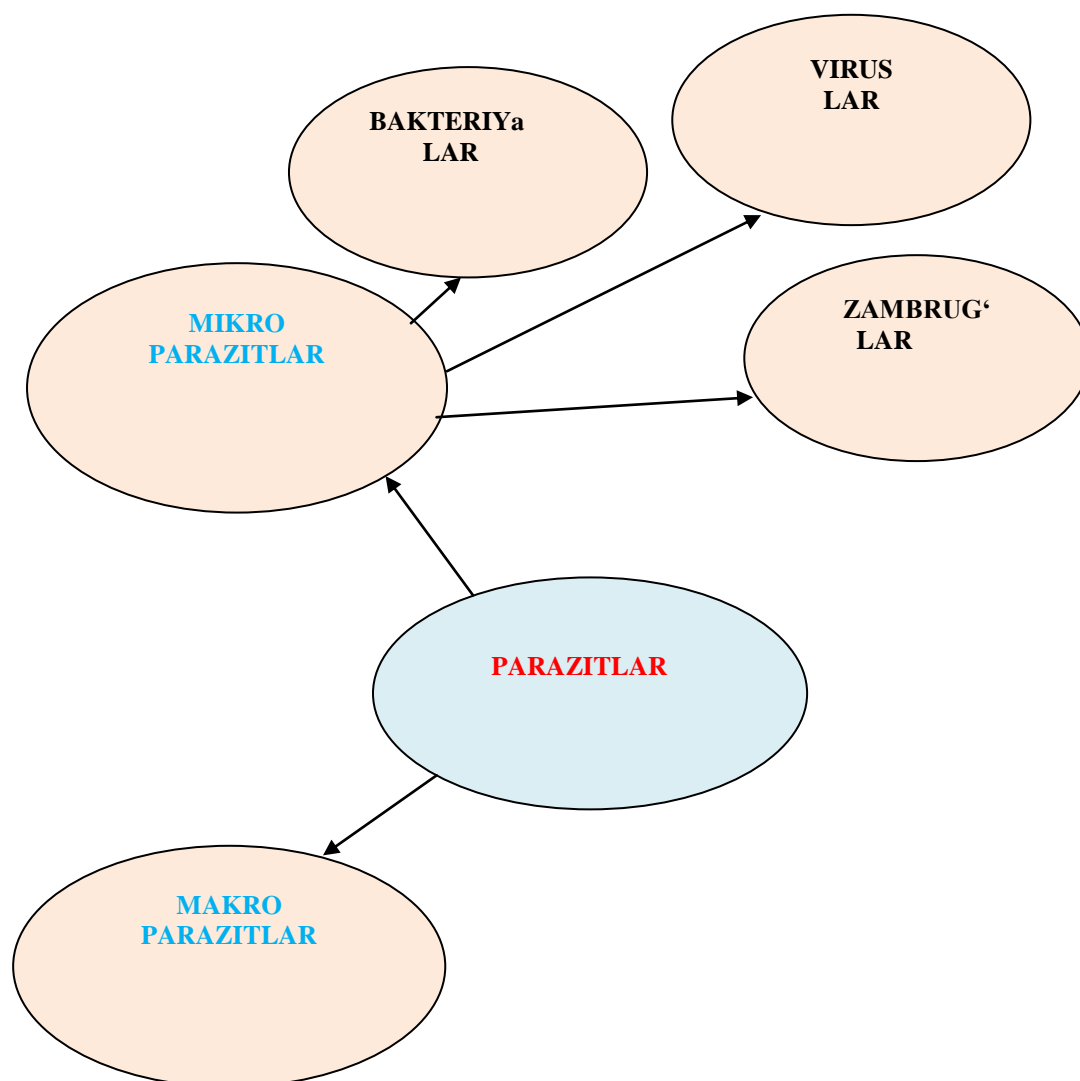 VIRUS
LAR
BAKTERIYa
LAR
MIKRO
PARAZITLAR
ZAMBRUG‘
LAR
PARAZITLAR
MAKRO
PARAZITLAR